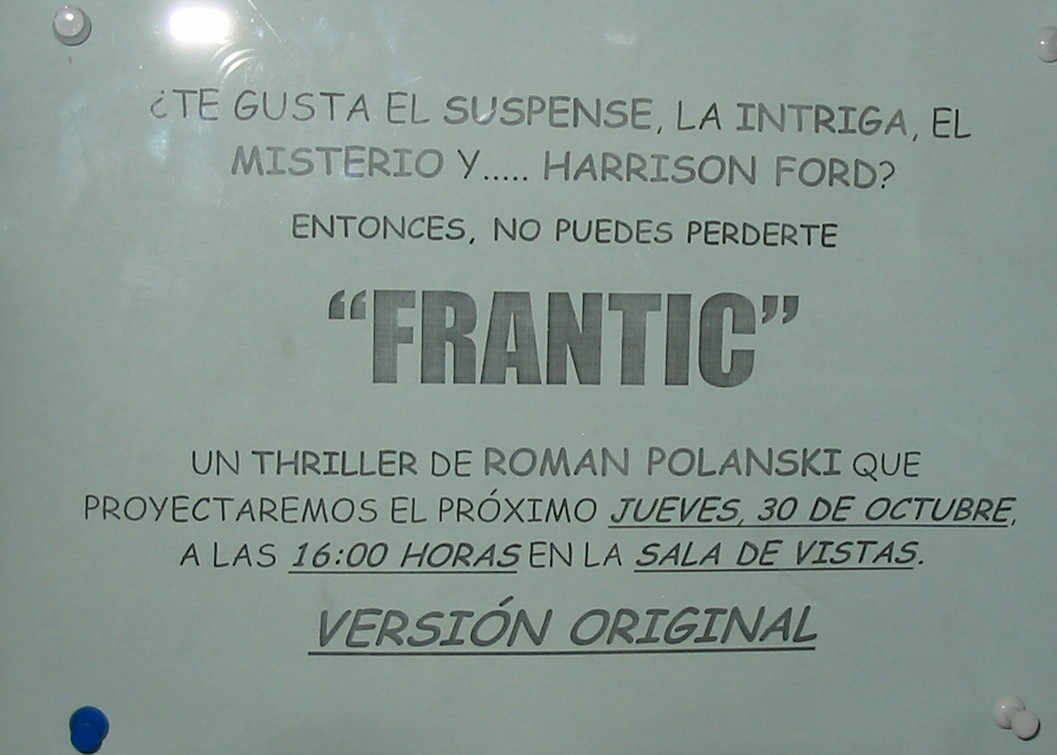 ¿TE GUSTA EL SUSPENSE, LA INTRIGA, EL
MISTERIO Y..... HARRISON FORD?
ENTONCES, NO PUEDES PERDERTE
“FRANTIC”
UN THRILLER DE ROMAN POLANSKI QUE
PROYECTAREMOS EL PRÓXIMO JUEVES, 30 DE OCTUBRE,
A LAS 16:00 HORAS EN LA SALA DE VISTAS.
VERSIÓN ORIGINAL